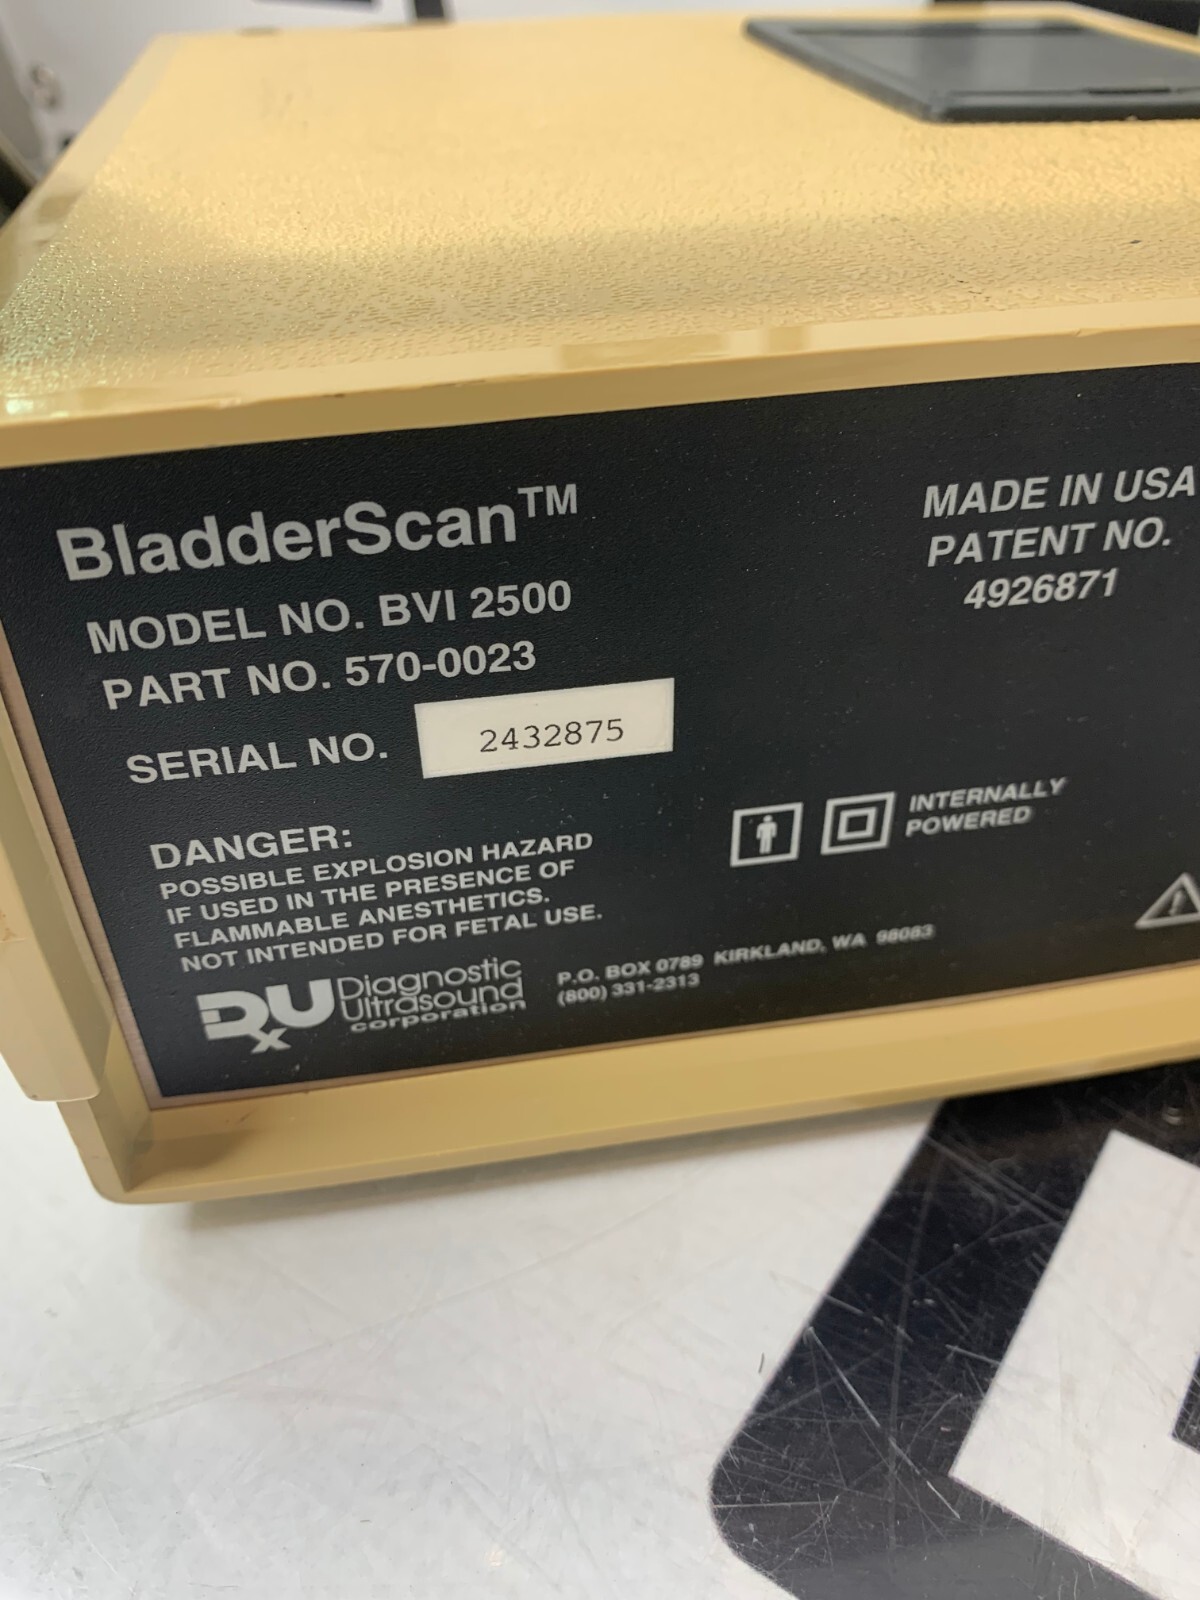 BladderScan™
MODEL NO. BVI 2500
PART NO. 570-0023
SERIAL NO. 2432875
MADE IN USA
PATENT NO.
4926871
DANGER:
POSSIBLE EXPLOSION HAZARD
IF USED IN THE PRESENCE OF
FLAMMABLE ANESTHETICS.
NOT INTENDED FOR FETAL USE.
INTERNALLY
POWERED
DxU Diagnostic
Ultrasound
corporation
P.O. BOX 0789 KIRKLAND, WA 98083
(800) 331-2313